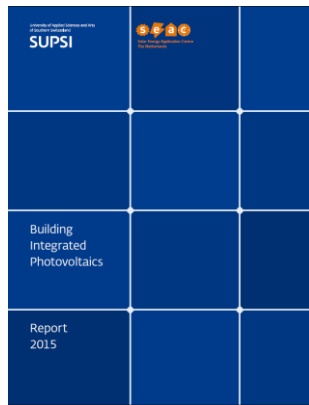 University of Applied Sciences and Arts
of Southern Switzerland
SUPSI
seac
Solar Energy Application Centre
The Netherlands
Building
Integrated
Photovoltaics
Report
2015